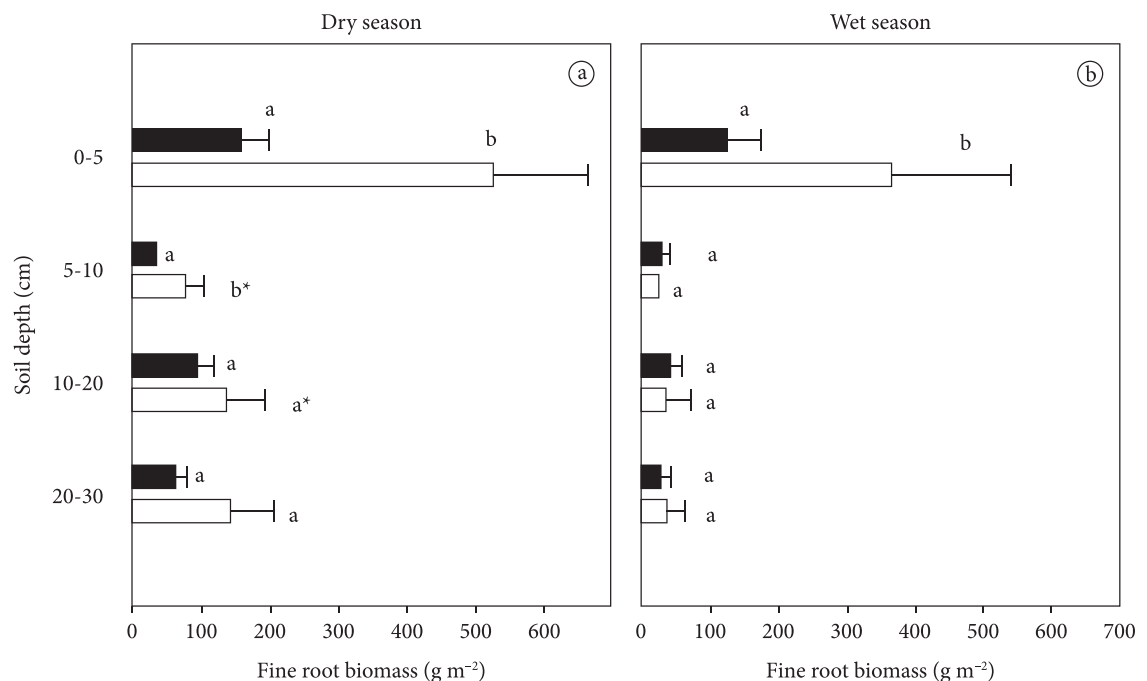 Dry season
Wet season
a
b
a
b
a
b
0-5
a
b*
a
a
5-10
a
a*
a
a
10-20
a
a
a
a
20-30
Soil depth (cm)
0 100 200 300 400 500 600
0 100 200 300 400 500 600 700
Fine root biomass (g m⁻²)
Fine root biomass (g m⁻²)